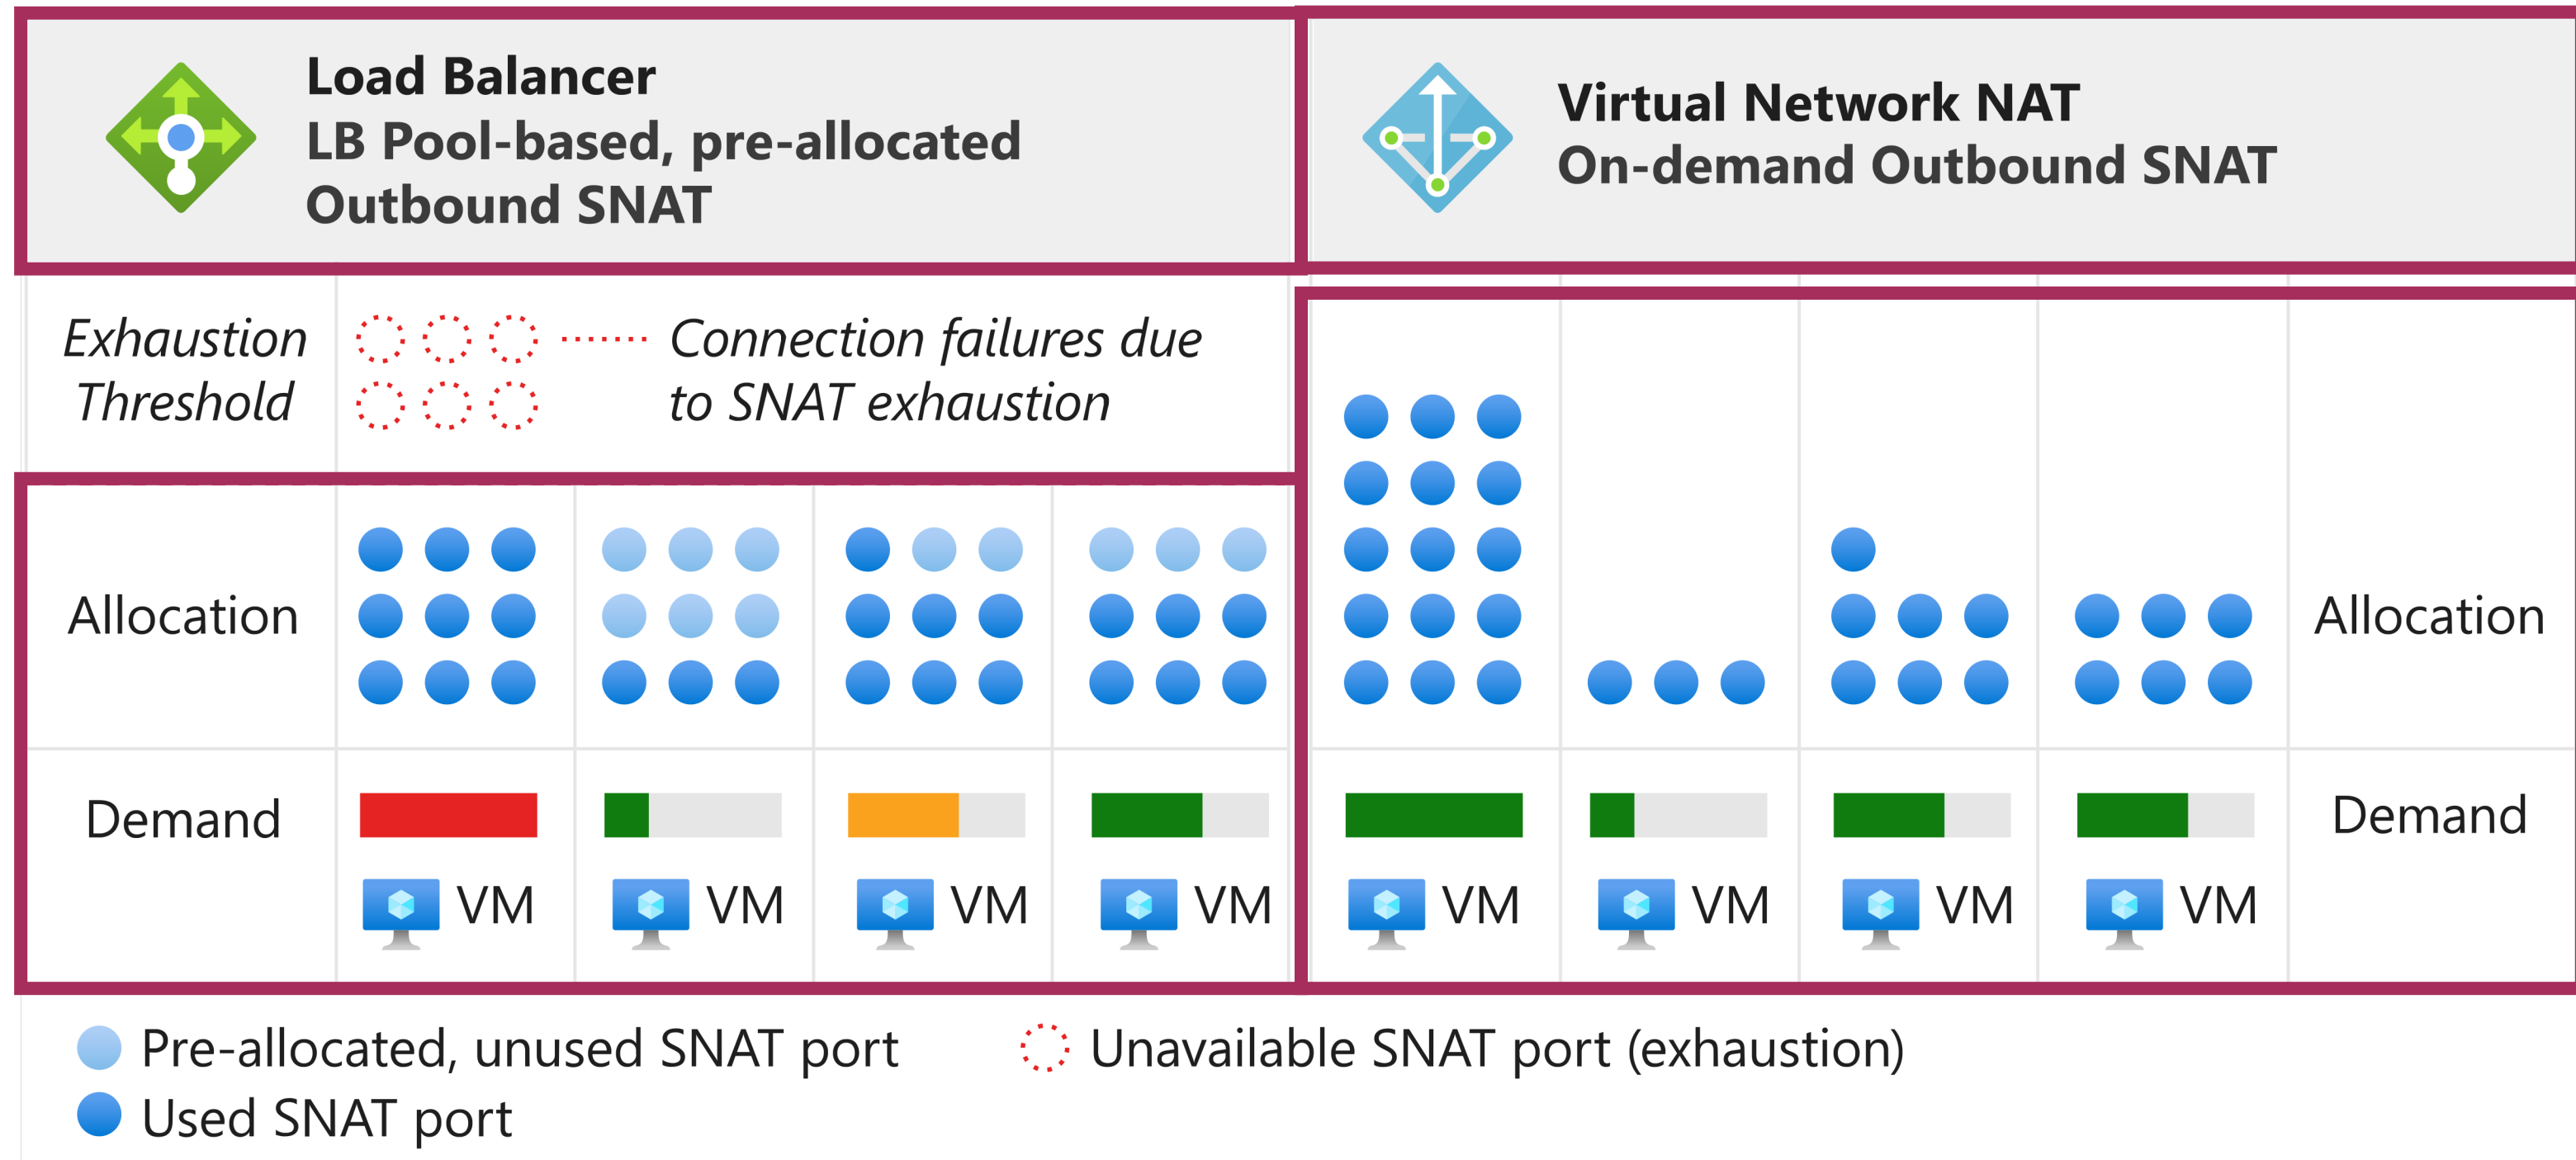 Load Balancer
LB Pool-based, pre-allocated
Outbound SNAT
Virtual Network NAT
On-demand Outbound SNAT
Exhaustion
Threshold
Connection failures due
to SNAT exhaustion
Allocation
Allocation
Demand
Demand
VM
VM
VM
VM
VM
VM
VM
VM
Pre-allocated, unused SNAT port
Unavailable SNAT port (exhaustion)
Used SNAT port